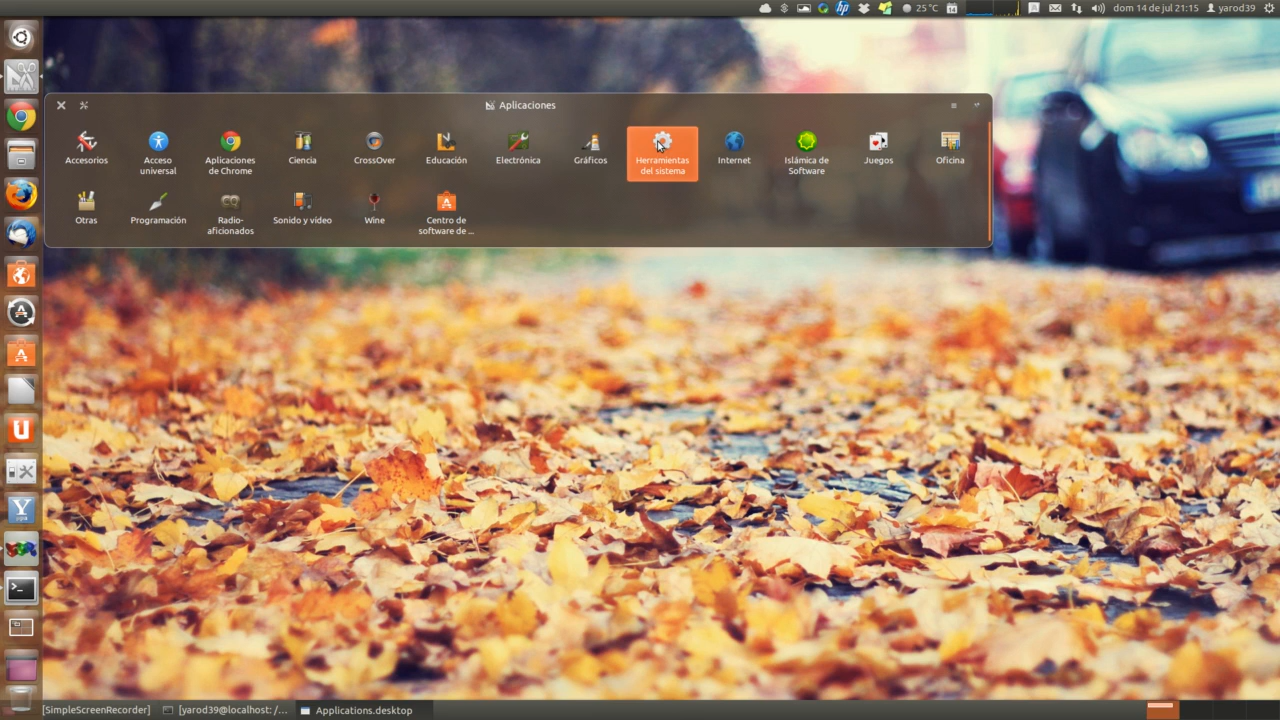 25 °C
14
dom 14 de jul 21:15
yarod39
Aplicaciones
Accesorios
Acceso
universal
Aplicaciones
de Chrome
Ciencia
CrossOver
Educación
Electrónica
Gráficos
Herramientas
del sistema
Internet
Islámica de
Software
Juegos
Oficina
Otras
Programación
Radio-
aficionados
Sonido y vídeo
Wine
Centro de
software de ...
[SimpleScreenRecorder]
[yarod39@localhost: /...
Applications.desktop